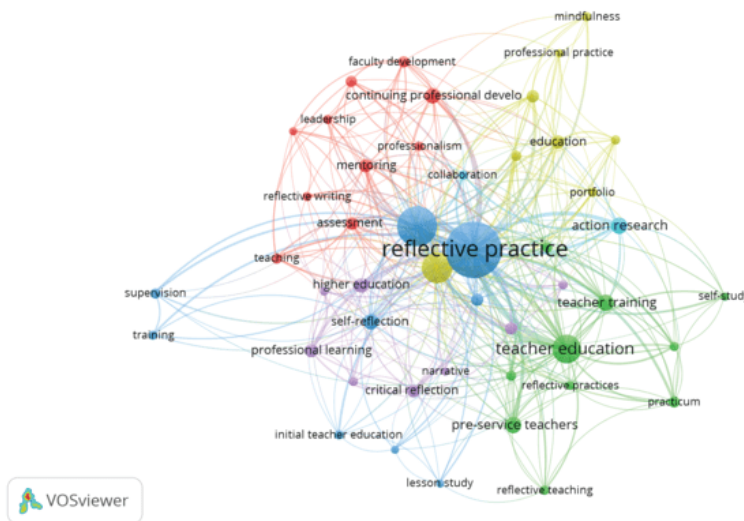 mindfulness
professional practice
faculty development
continuing professional develo
leadership
education
professionalism
mentoring
collaboration
reflective writing
portfolio
assessment
action research
reflective practice
teaching
higher education
supervision
self-stud
teacher training
self-reflection
training
teacher education
professional learning
narrative
reflective practices
critical reflection
practicum
pre-service teachers
initial teacher education
lesson study
reflective teaching
VOSviewer